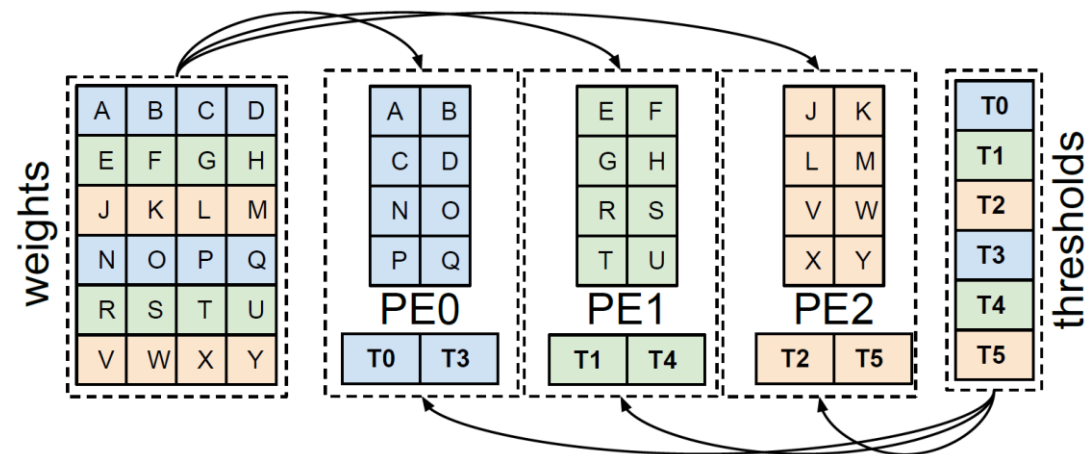 weights
A B C D
E F G H
J K L M
N O P Q
R S T U
V W X Y
A B
C D
N O
P Q
PE0
T0 T3
E F
G H
R S
T U
PE1
T1 T4
J K
L M
V W
X Y
PE2
T2 T5
T0
T1
T2
T3
T4
T5
thresholds